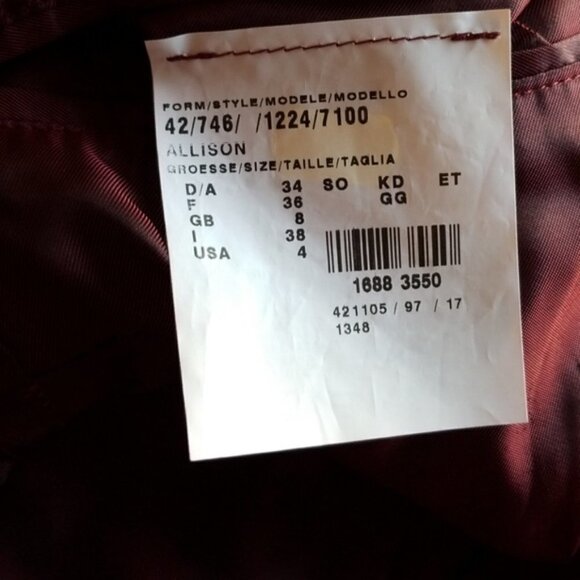 FORM/STYLE/MODELE/MODELLO
42/746/ /1224/7100
ALLISON
GROESSE/SIZE/TAILLE/TAGLIA
D/A 34 SO KD ET
F 36 GG
GB 8
I 38
USA 4
1688 3550
421105 / 97 / 17
1348